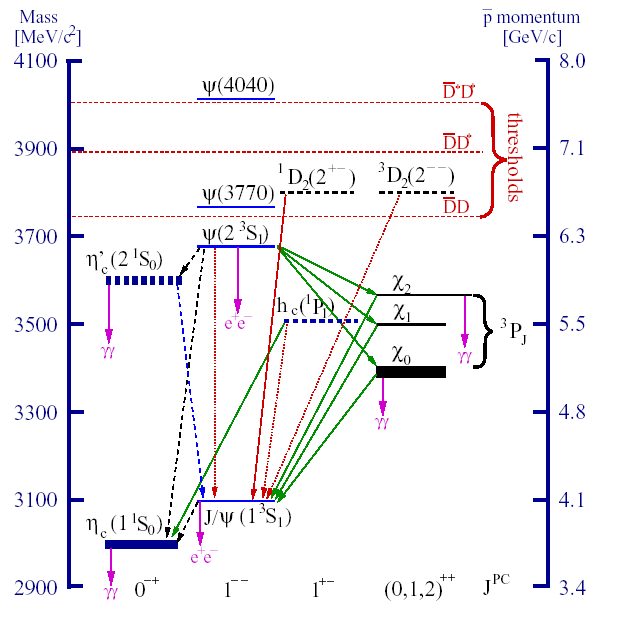 Mass
[MeV/c²]
p̄ momentum
[GeV/c]
4100
8.0
ψ(4040)
D̄*D*
3900
7.1
D̄D*
thresholds
¹D₂(2⁺⁻)
³D₂(2⁻⁻)
ψ(3770)
D̄D
3700
6.3
ψ(2³S₁)
η'c(2¹S₀)
χ₂
hc(¹P₁)
χ₁
3500
5.5
e⁺e⁻
³PJ
γγ
χ₀
γγ
3300
4.8
γγ
3100
4.1
ηc(1¹S₀)
J/ψ (1³S₁)
e⁺e⁻
2900
3.4
γγ
0⁻⁺
1⁻⁻
1⁺⁻
(0,1,2)⁺⁺
J^PC